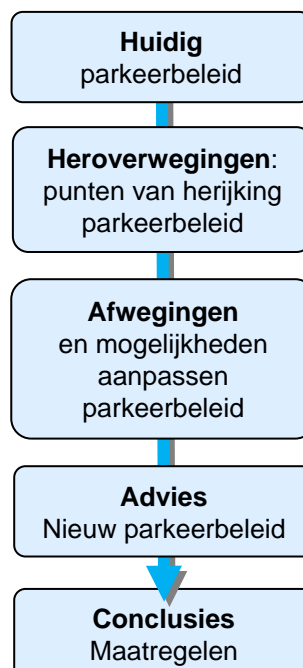 Huidig
parkeerbeleid
Heroverwegingen:
punten van herijking
parkeerbeleid
Afwegingen
en mogelijkheden
aanpassen
parkeerbeleid
Advies
Nieuw parkeerbeleid
Conclusies
Maatregelen